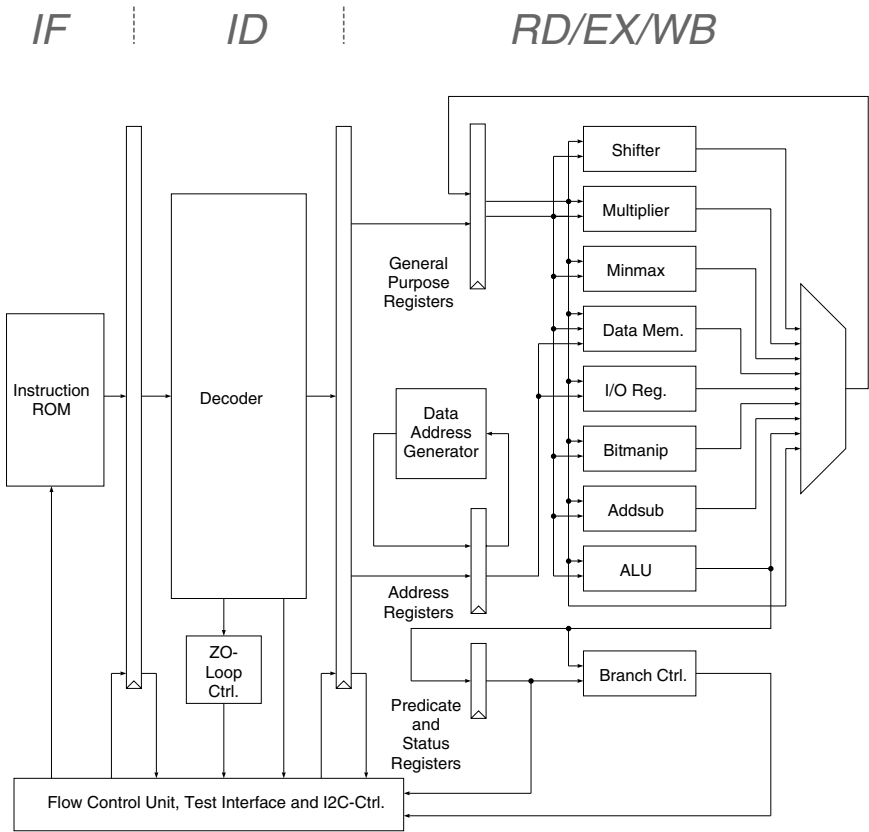 IF
ID
RD/EX/WB
Shifter
Multiplier
General
Purpose
Registers
Minmax
Data Mem.
Instruction
ROM
Decoder
Data
Address
Generator
I/O Reg.
Bitmanip
Addsub
ALU
Address
Registers
ZO-
Loop
Ctrl.
Branch Ctrl.
Predicate
and
Status
Registers
Flow Control Unit, Test Interface and I2C-Ctrl.